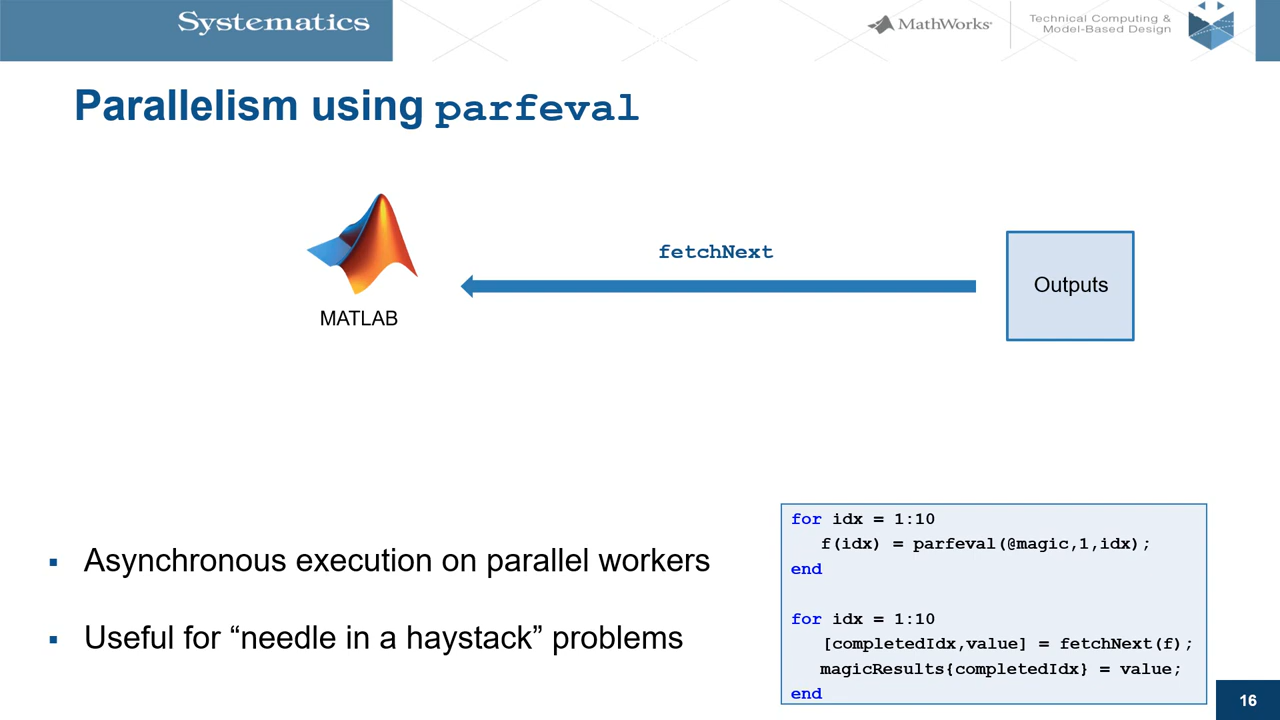 Systematics
MathWorks
Technical Computing &
Model-Based Design
Parallelism using parfeval
fetchNext
Outputs
MATLAB
Asynchronous execution on parallel workers
Useful for “needle in a haystack” problems
for idx = 1:10
f(idx) = parfeval(@magic,1,idx);
end
for idx = 1:10
[completedIdx,value] = fetchNext(f);
magicResults{completedIdx} = value;
end
16